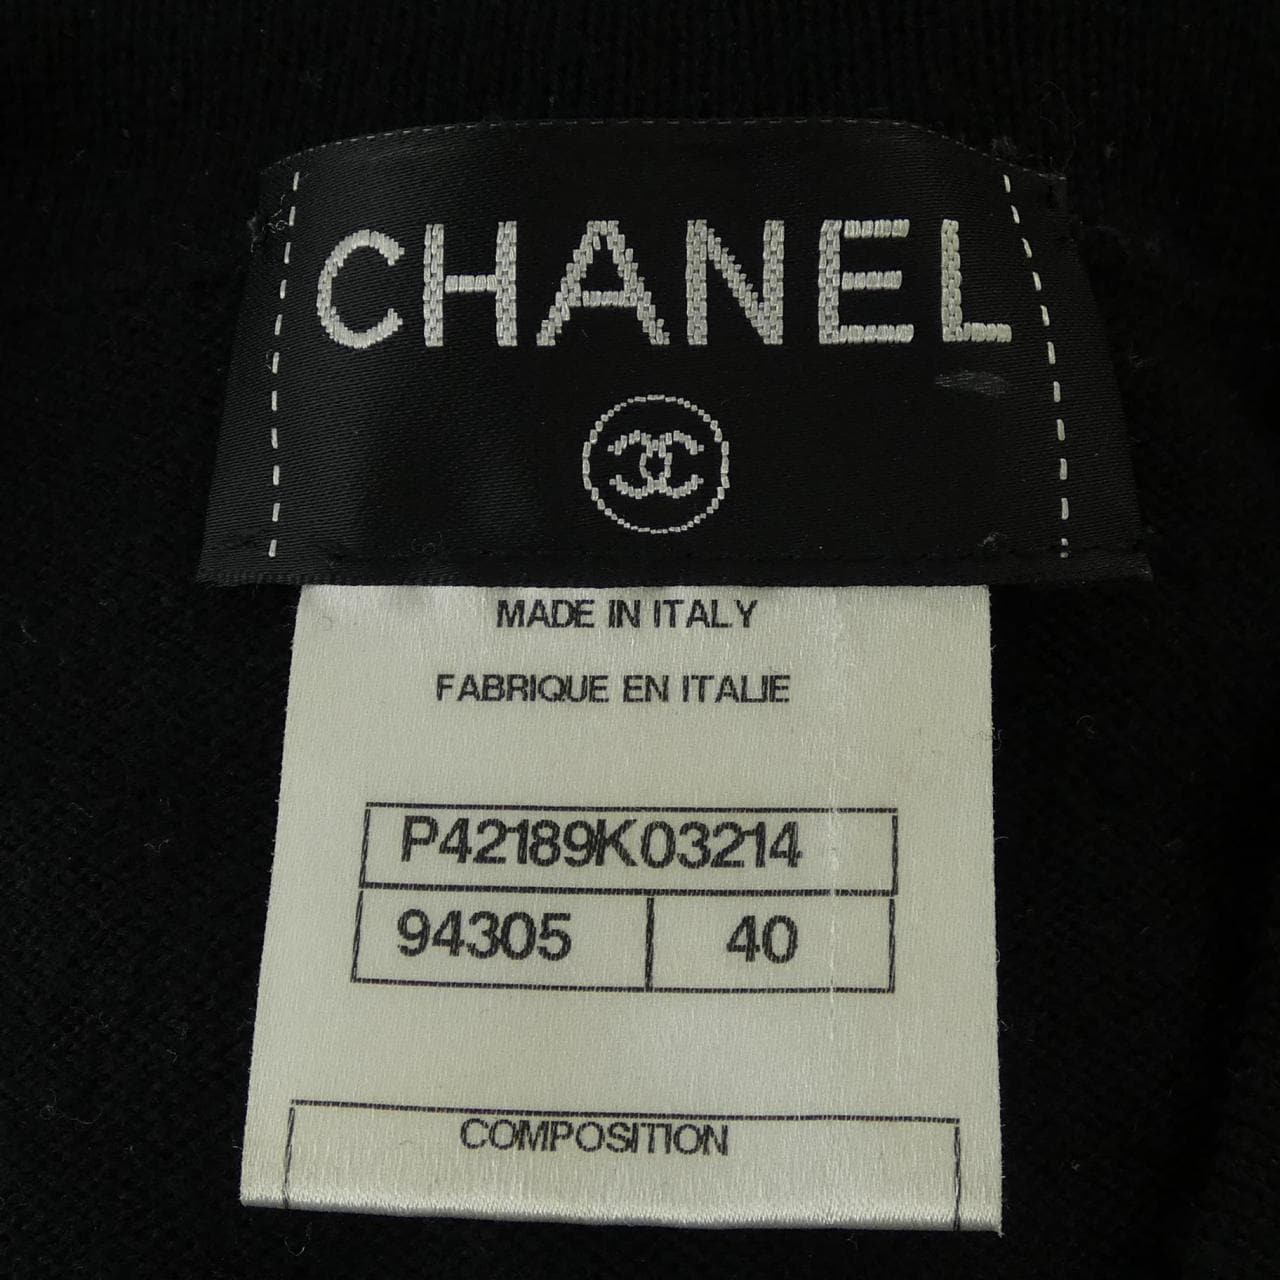 CHANEL
MADE IN ITALY
FABRIQUE EN ITALIE
P42189K03214
94305 40
COMPOSITION